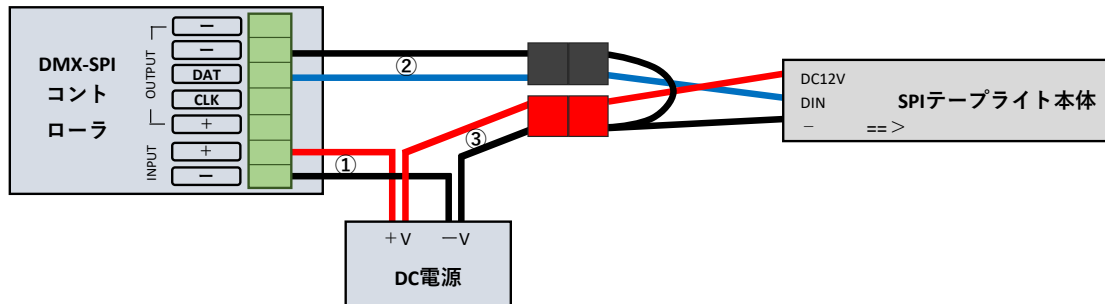 DMX-SPI
コント
ローラ
OUTPUT
INPUT
－
－
DAT
CLK
＋
＋
－
②
①
③
＋V
－V
DC電源
DC12V
DIN
－ ==＞
SPIテープライト本体